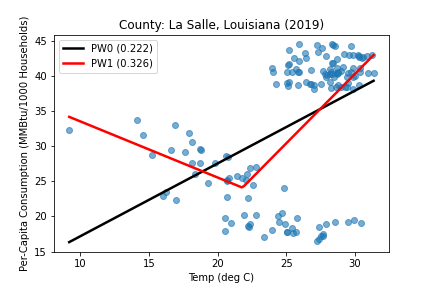 County: La Salle, Louisiana (2019)
Per-Capita Consumption (MMBtu/1000 Households)
45
40
35
30
25
20
15
PW0 (0.222)
PW1 (0.326)
10 15 20 25 30
Temp (deg C)